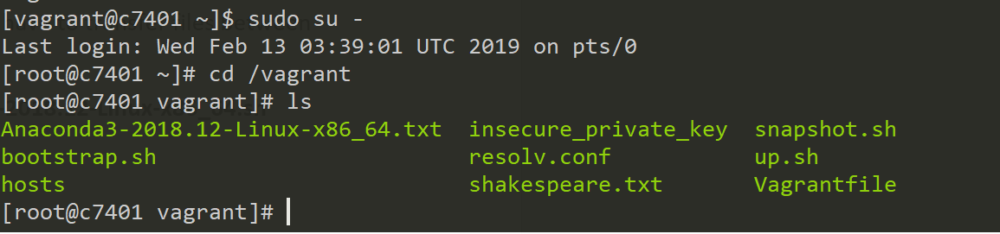 [vagrant@c7401 ~]$ sudo su -
Last login: Wed Feb 13 03:39:01 UTC 2019 on pts/0
[root@c7401 ~]# cd /vagrant
[root@c7401 vagrant]# ls
Anaconda3-2018.12-Linux-x86_64.txt  insecure_private_key  snapshot.sh
bootstrap.sh                        resolv.conf           up.sh
hosts                               shakespeare.txt       Vagrantfile
[root@c7401 vagrant]#